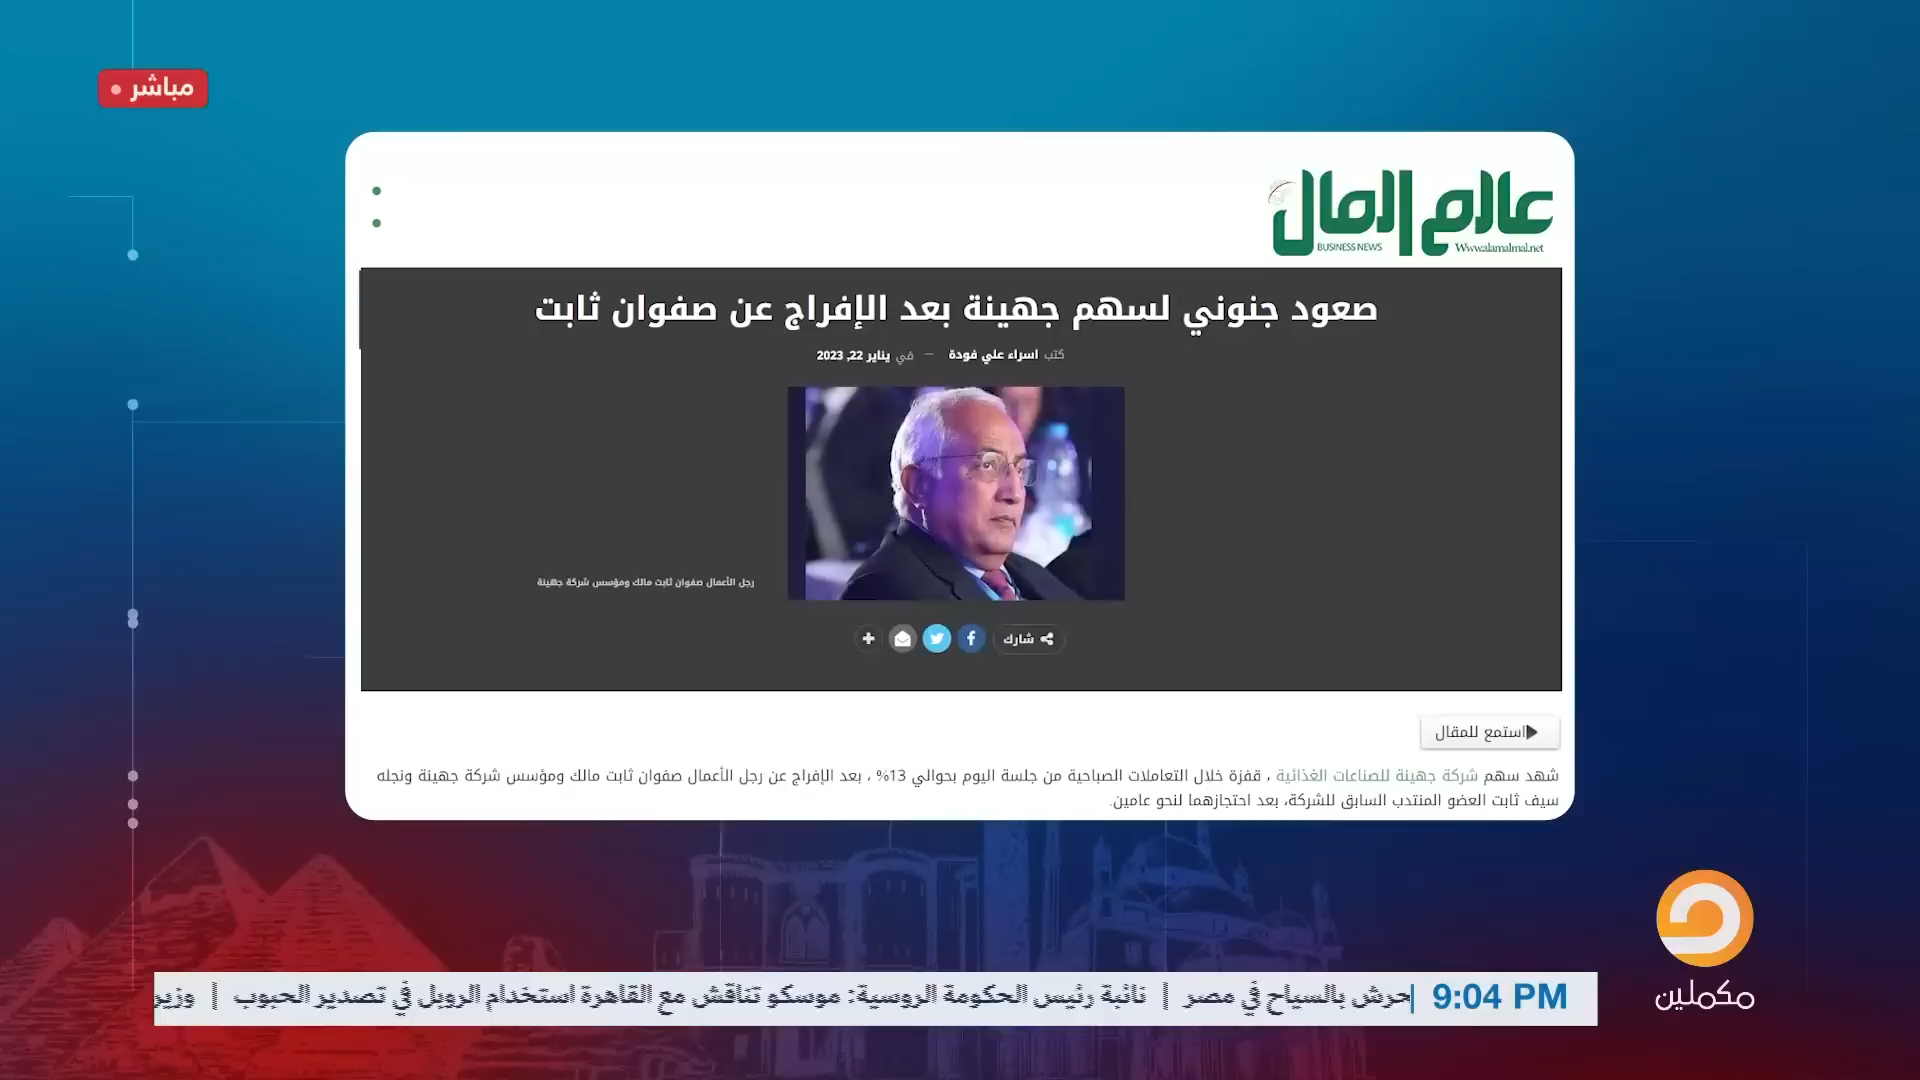 مباشر
عالم المال
BUSINESS NEWS
Www.alamalmal.net
صعود جنوني لسهم جهينة بعد الإفراج عن صفوان ثابت
كتب اسراء علي فودة — في يناير 22, 2023
رجل الأعمال صفوان ثابت مالك ومؤسس شركة جهينة
شارك
استمع للمقال
شهد سهم شركة جهينة للصناعات الغذائية ، قفزة خلال التعاملات الصباحية من جلسة اليوم بحوالي 13% ، بعد الإفراج عن رجل الأعمال صفوان ثابت مالك ومؤسس شركة جهينة ونجله
سيف ثابت العضو المنتدب السابق للشركة، بعد احتجازهما لنحو عامين.
مكملين
9:04 PM
حرش بالسياح في مصر | نائبة رئيس الحكومة الروسية: موسكو تناقش مع القاهرة استخدام الروبل في تصدير الحبوب | وزير